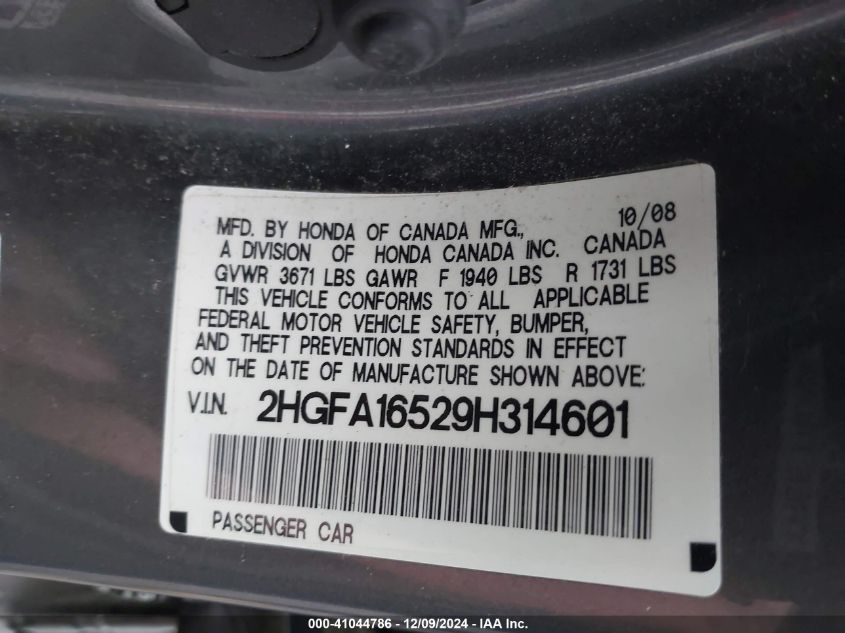 10/08
MFD. BY HONDA OF CANADA MFG.,
A DIVISION OF HONDA CANADA INC. CANADA
GVWR 3671 LBS GAWR F 1940 LBS R 1731 LBS
THIS VEHICLE CONFORMS TO ALL APPLICABLE
FEDERAL MOTOR VEHICLE SAFETY, BUMPER,
AND THEFT PREVENTION STANDARDS IN EFFECT
ON THE DATE OF MANUFACTURE SHOWN ABOVE:
V.I.N. 2HGFA16529H314601
PASSENGER CAR
000-41044786 - 12/09/2024 - IAA Inc.